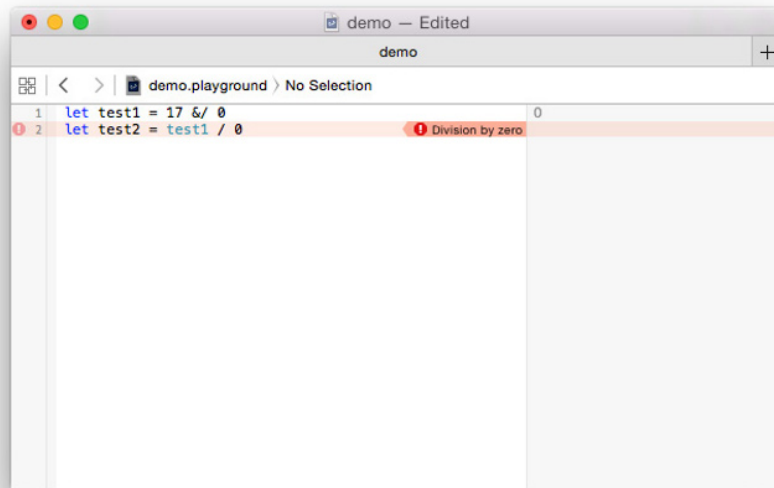 demo — Edited
demo +
demo.playground 〉 No Selection
1 let test1 = 17 &/ 0 0
2 let test2 = test1 / 0 Division by zero